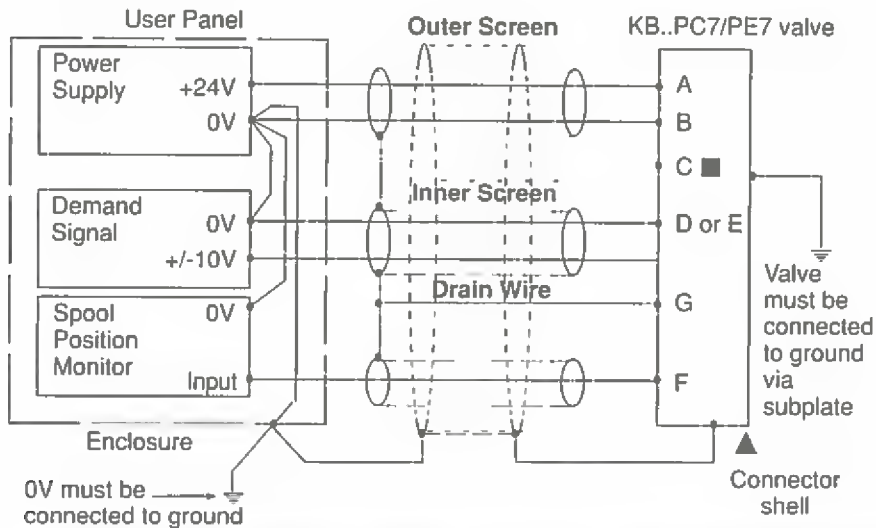 User Panel
Outer Screen
KB..PC7/PE7 valve
Power
Supply
+24V
0V
A
B
C ■
Inner Screen
Demand
Signal
0V
+/-10V
D or E
Drain Wire
Spool
Position
Monitor
0V
Input
G
F
Valve
must be
connected
to ground
via
subplate
Enclosure
▲
Connector
shell
0V must be
connected to ground